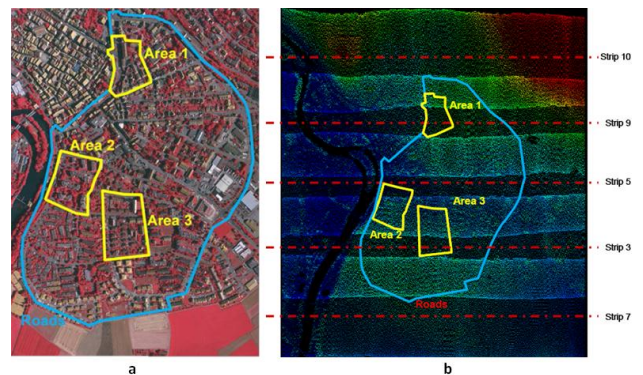 Area 1
Area 2
Area 3
Roads
a
Area 1
Area 2
Area 3
Roads
b
Strip 10
Strip 9
Strip 5
Strip 3
Strip 7